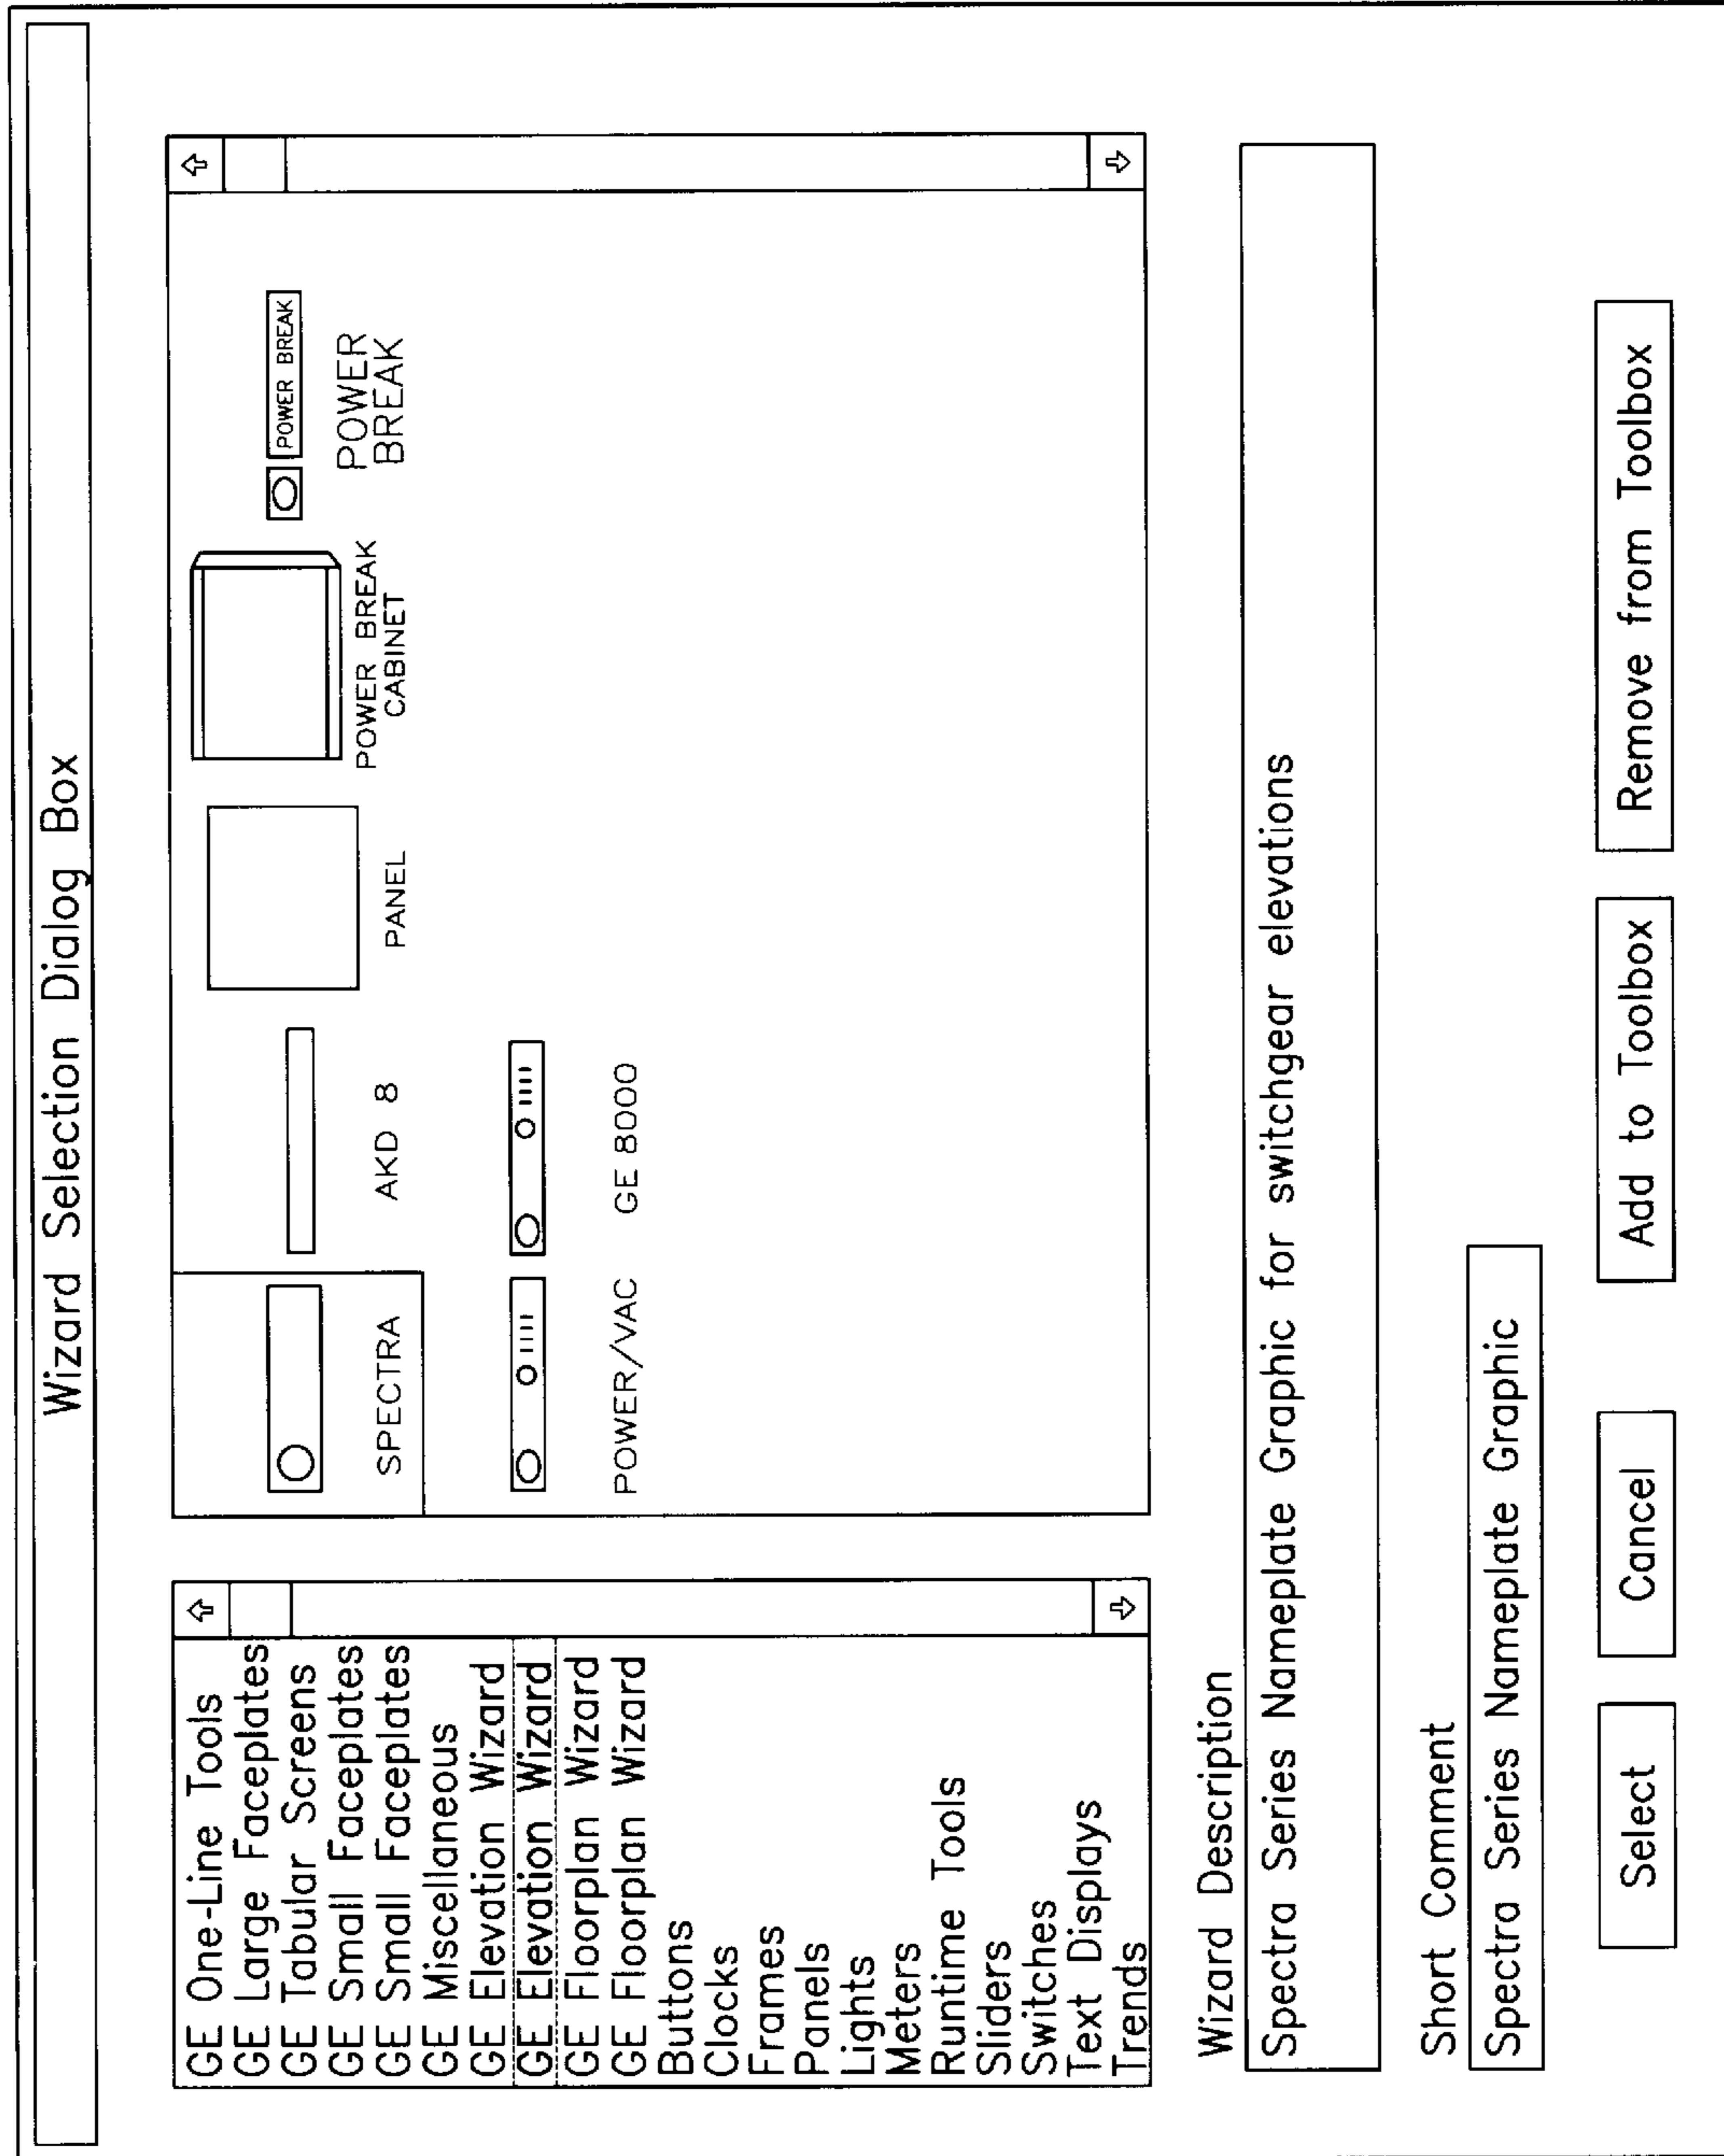 Wizard Selection Dialog Box
GE One-Line Tools
GE Large Faceplates
GE Tabular Screens
GE Small Faceplates
GE Small Faceplates
GE Miscellaneous
GE Elevation Wizard
GE Elevation Wizard
GE Floorplan Wizard
GE Floorplan Wizard
Buttons
Clocks
Frames
Panels
Lights
Meters
Runtime Tools
Sliders
Switches
Text Displays
Trends
SPECTRA
AKD 8
PANEL
POWER BREAK
CABINET
POWER BREAK
POWER
BREAK
POWER/VAC
GE 8000
Wizard Description
Spectra Series Nameplate Graphic for switchgear elevations
Short Comment
Spectra Series Nameplate Graphic
Select
Cancel
Add to Toolbox
Remove from Toolbox